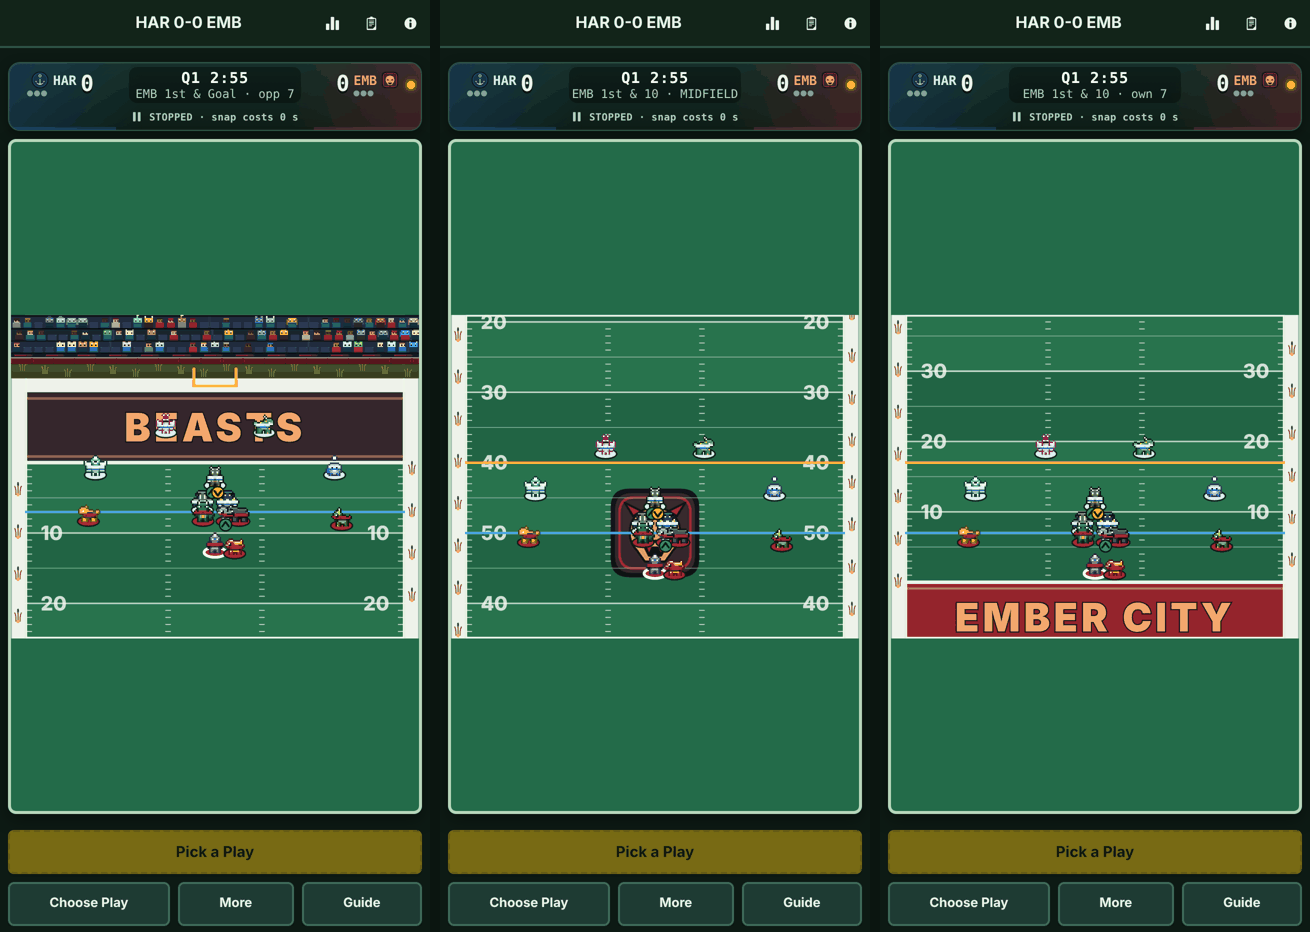 HAR 0-0 EMB
HAR 0
Q1 2:55
EMB 1st & Goal · opp 7
0 EMB
STOPPED · snap costs 0 s
BEASTS
10 10
20 20
Pick a Play
Choose Play
More
Guide
HAR 0-0 EMB
HAR 0
Q1 2:55
EMB 1st & 10 · MIDFIELD
0 EMB
STOPPED · snap costs 0 s
20 20
30 30
40 40
50 50
40 40
Pick a Play
Choose Play
More
Guide
HAR 0-0 EMB
HAR 0
Q1 2:55
EMB 1st & 10 · own 7
0 EMB
STOPPED · snap costs 0 s
30 30
20 20
10 10
EMBER CITY
Pick a Play
Choose Play
More
Guide